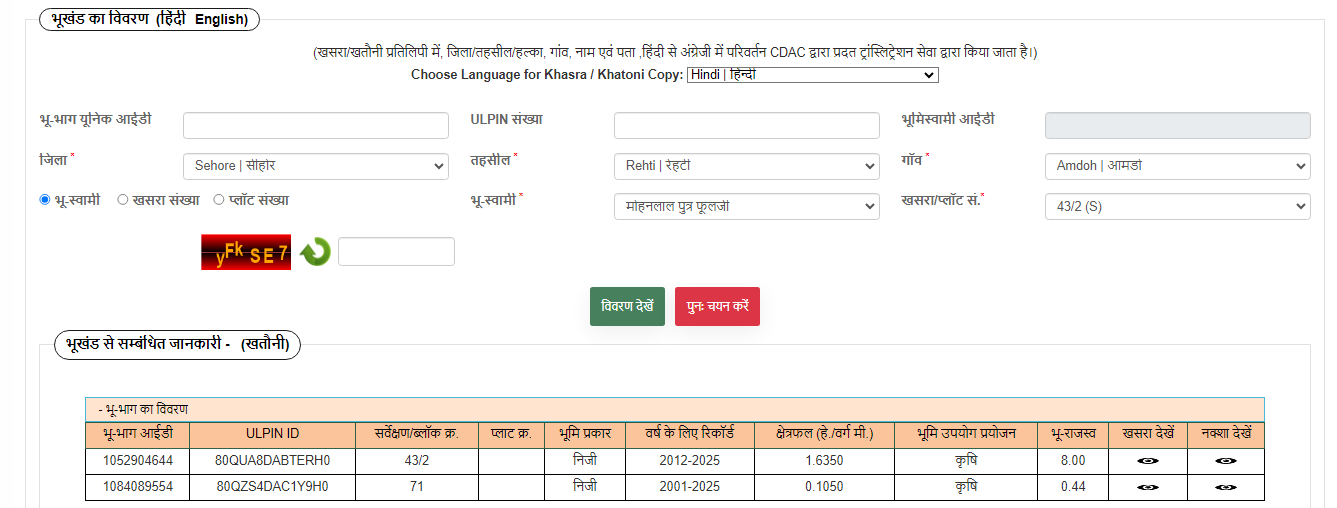 भूखंड का विवरण (हिंदी English)
(खसरा/खतौनी प्रतिलिपी में, जिला/तहसील/हल्का, गांव, नाम एवं पता ,हिंदी से अंग्रेजी में परिवर्तन CDAC द्वारा प्रदत ट्रांस्लिट्रेशन सेवा द्वारा किया जाता है।)
Choose Language for Khasra / Khatoni Copy: Hindi | हिन्दी
भू-भाग यूनिक आईडी ULPIN संख्या भूमिस्वामी आईडी
जिला * Sehore | सीहोर तहसील * Rehti | रेहटी गाँव * Amdoh | आमडो
भू-स्वामी खसरा संख्या प्लॉट संख्या भू-स्वामी * मोहनलाल पुत्र फूलजी खसरा/प्लॉट सं.* 43/2 (S)
yFk SE 7
विवरण देखें पुनः चयन करें
भूखंड से सम्बंधित जानकारी - (खतौनी)
- भू-भाग का विवरण
भू-भाग आईडी ULPIN ID सर्वेक्षण/ब्लॉक क्र. प्लाट क्र. भूमि प्रकार वर्ष के लिए रिकॉर्ड क्षेत्रफल (हे./वर्ग मी.) भूमि उपयोग प्रयोजन भू-राजस्व खसरा देखें नक्शा देखें
1052904644 80QUA8DABTERH0 43/2 निजी 2012-2025 1.6350 कृषि 8.00
1084089554 80QZS4DAC1Y9H0 71 निजी 2001-2025 0.1050 कृषि 0.44